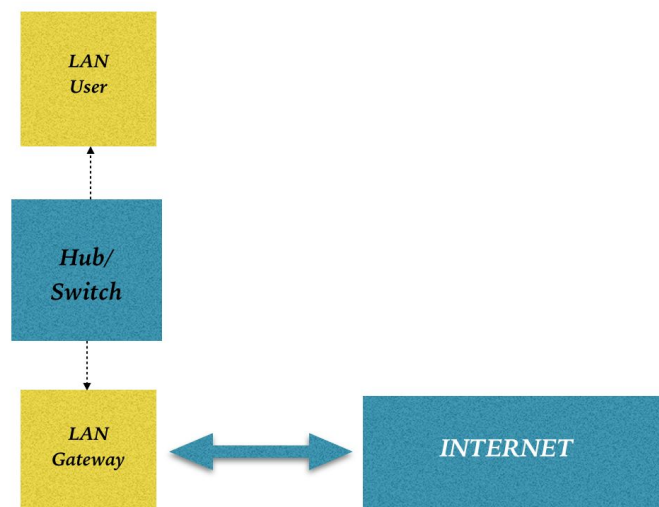 LAN
User
Hub/
Switch
LAN
Gateway
INTERNET